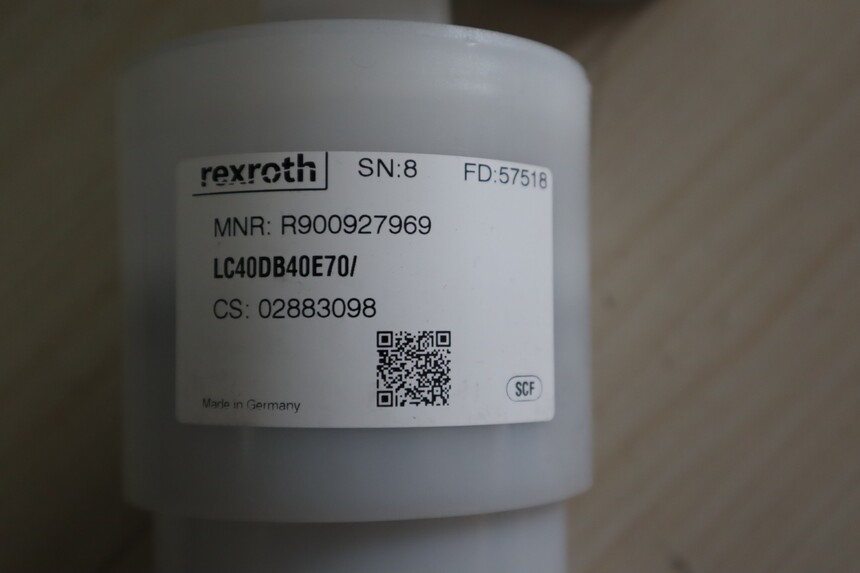 rexroth SN:8 FD:57518
MNR: R900927969
LC40DB40E70/
CS: 02883098
SCF
Made in Germany